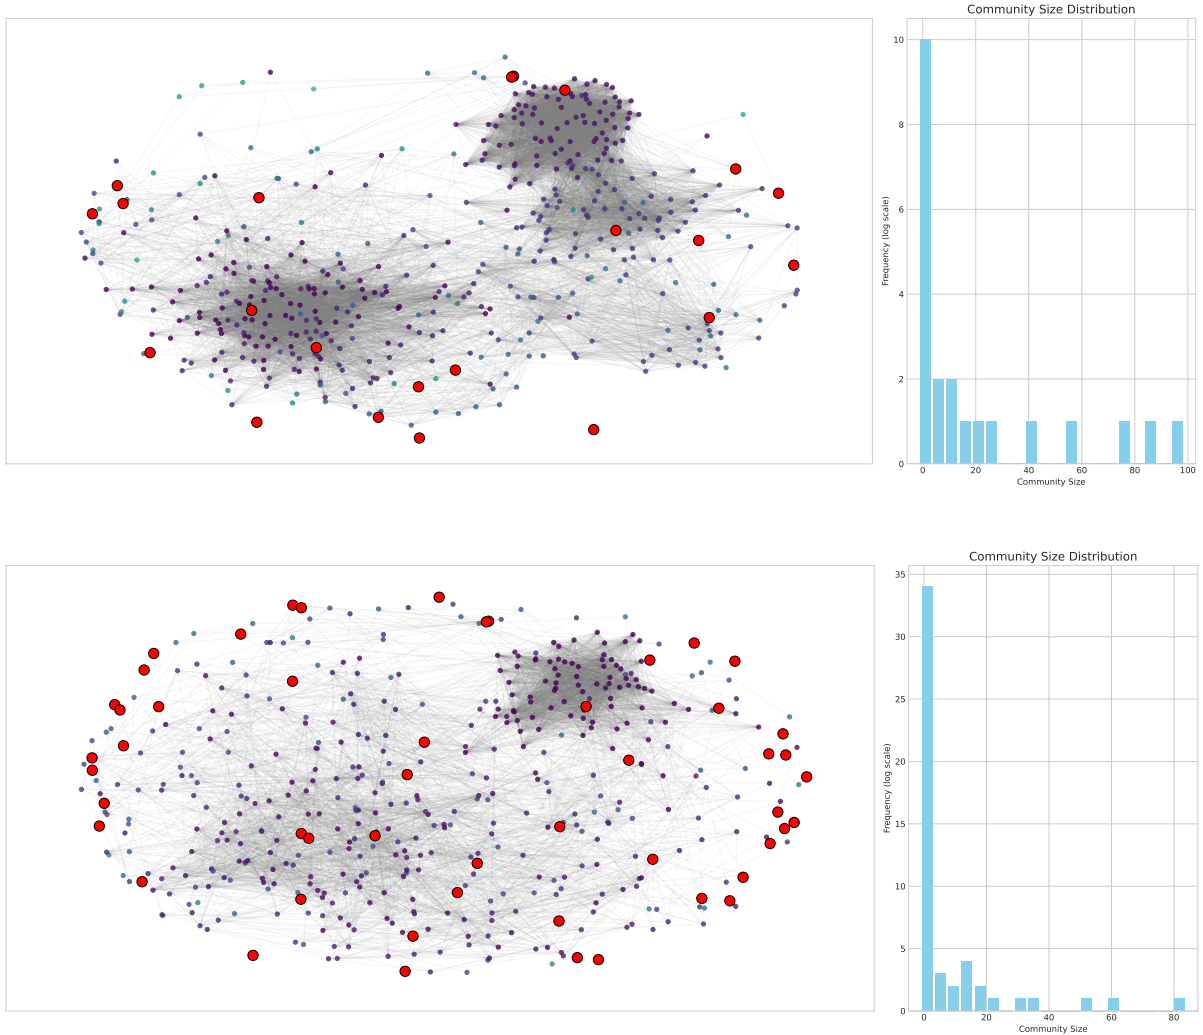 Community Size Distribution
10
8
6
4
2
0
Frequency (log scale)
0 20 40 60 80 100
Community Size
Community Size Distribution
35
30
25
20
15
10
5
0
Frequency (log scale)
0 20 40 60 80
Community Size